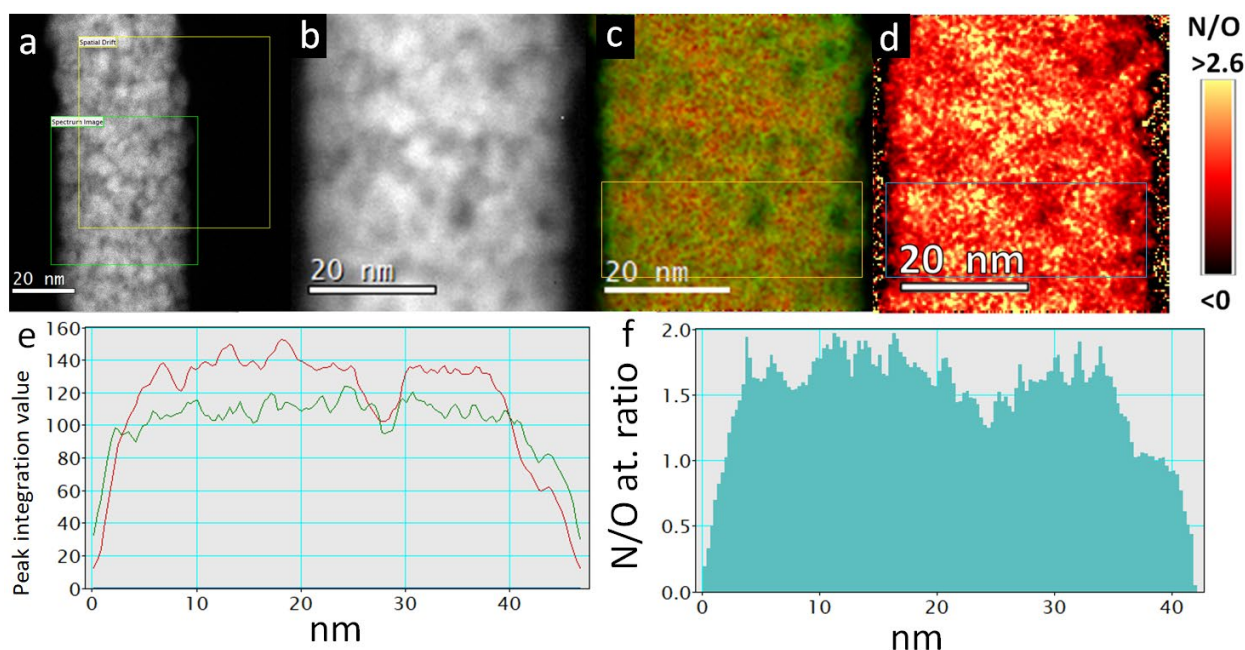 a
Spatial Drift
Spectrum Image
20 nm
b
20 nm
c
20 nm
d
20 nm
N/O
>2.6
<0
e
Peak integration value
160
140
120
100
80
60
40
20
0
0 10 20 30 40
nm
f
N/O at. ratio
2.0
1.5
1.0
0.5
0.0
0 10 20 30 40
nm